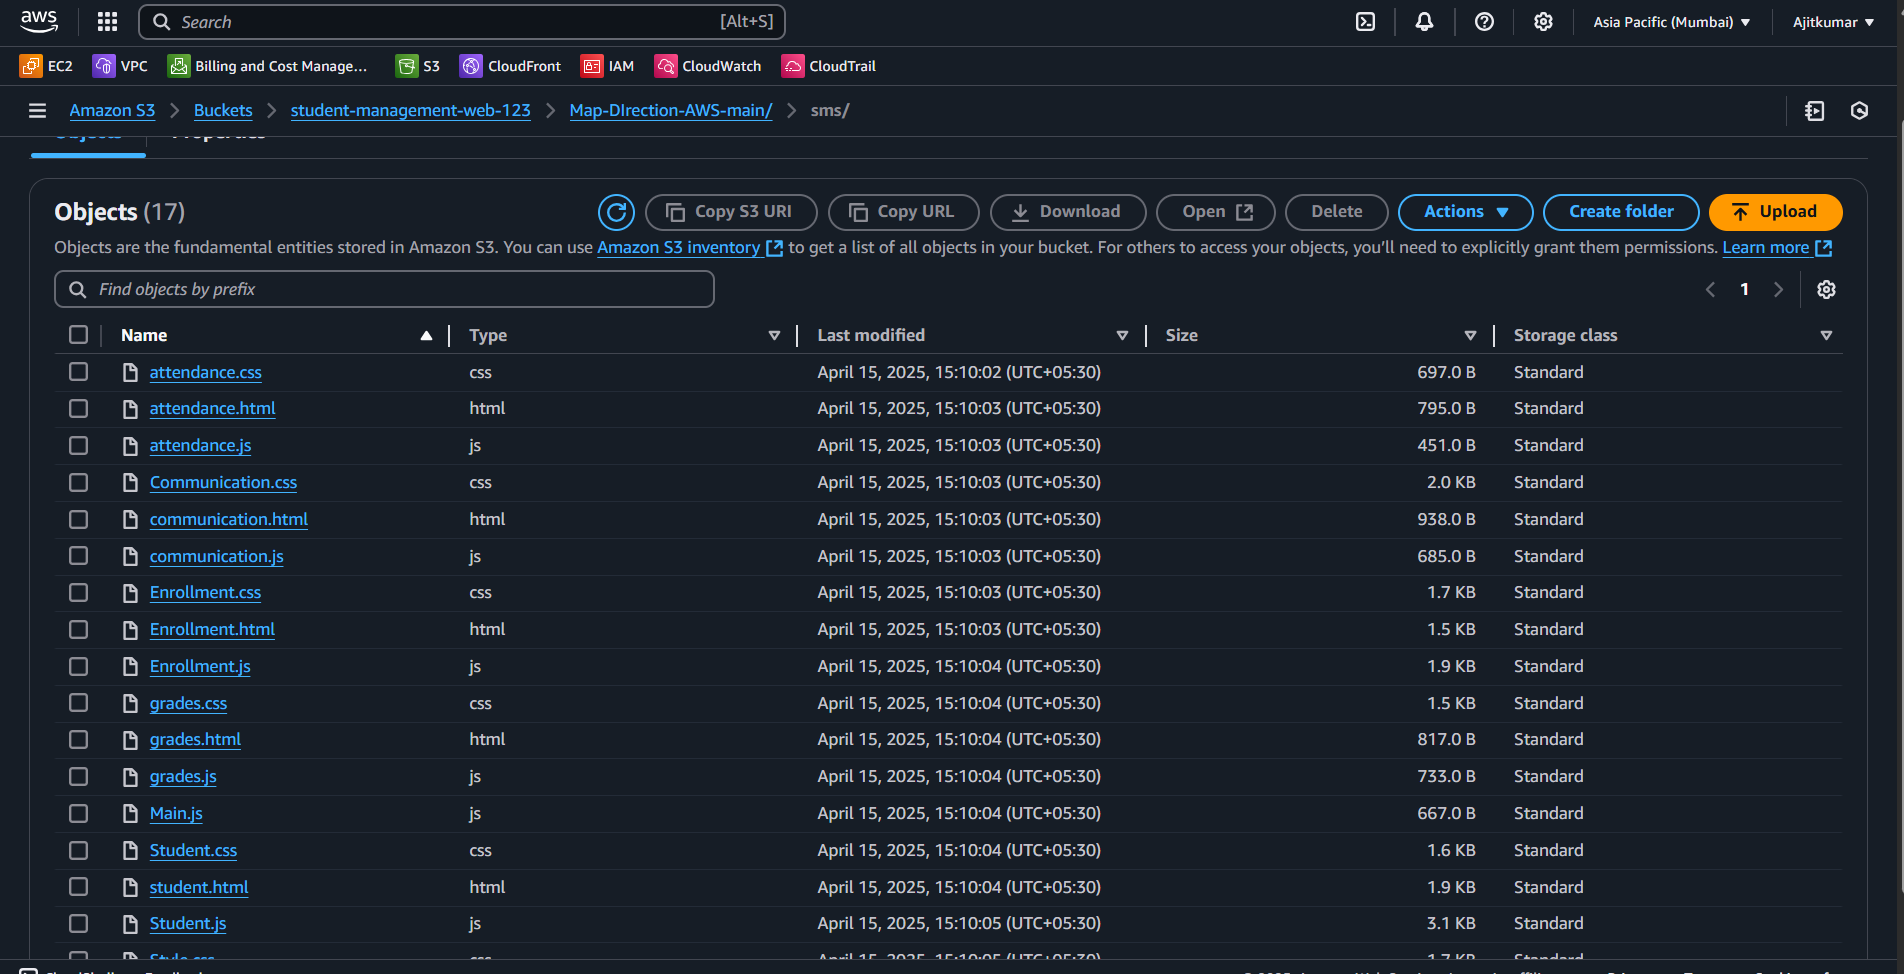 aws Search [Alt+S] Asia Pacific (Mumbai) Ajitkumar
EC2 VPC Billing and Cost Manage... S3 CloudFront IAM CloudWatch CloudTrail
Amazon S3 Buckets student-management-web-123 Map-DIrection-AWS-main/ sms/
Objects Properties
Objects (17) Copy S3 URI Copy URL Download Open Delete Actions Create folder Upload
Objects are the fundamental entities stored in Amazon S3. You can use Amazon S3 inventory to get a list of all objects in your bucket. For others to access your objects, you'll need to explicitly grant them permissions. Learn more
Find objects by prefix 1
Name Type Last modified Size Storage class
attendance.css css April 15, 2025, 15:10:02 (UTC+05:30) 697.0 B Standard
attendance.html html April 15, 2025, 15:10:03 (UTC+05:30) 795.0 B Standard
attendance.js js April 15, 2025, 15:10:03 (UTC+05:30) 451.0 B Standard
Communication.css css April 15, 2025, 15:10:03 (UTC+05:30) 2.0 KB Standard
communication.html html April 15, 2025, 15:10:03 (UTC+05:30) 938.0 B Standard
communication.js js April 15, 2025, 15:10:03 (UTC+05:30) 685.0 B Standard
Enrollment.css css April 15, 2025, 15:10:03 (UTC+05:30) 1.7 KB Standard
Enrollment.html html April 15, 2025, 15:10:03 (UTC+05:30) 1.5 KB Standard
Enrollment.js js April 15, 2025, 15:10:04 (UTC+05:30) 1.9 KB Standard
grades.css css April 15, 2025, 15:10:04 (UTC+05:30) 1.5 KB Standard
grades.html html April 15, 2025, 15:10:04 (UTC+05:30) 817.0 B Standard
grades.js js April 15, 2025, 15:10:04 (UTC+05:30) 733.0 B Standard
Main.js js April 15, 2025, 15:10:04 (UTC+05:30) 667.0 B Standard
Student.css css April 15, 2025, 15:10:04 (UTC+05:30) 1.6 KB Standard
student.html html April 15, 2025, 15:10:04 (UTC+05:30) 1.9 KB Standard
Student.js js April 15, 2025, 15:10:05 (UTC+05:30) 3.1 KB Standard
Style.css css April 15, 2025, 15:10:05 (UTC+05:30) 1.7 KB Standard